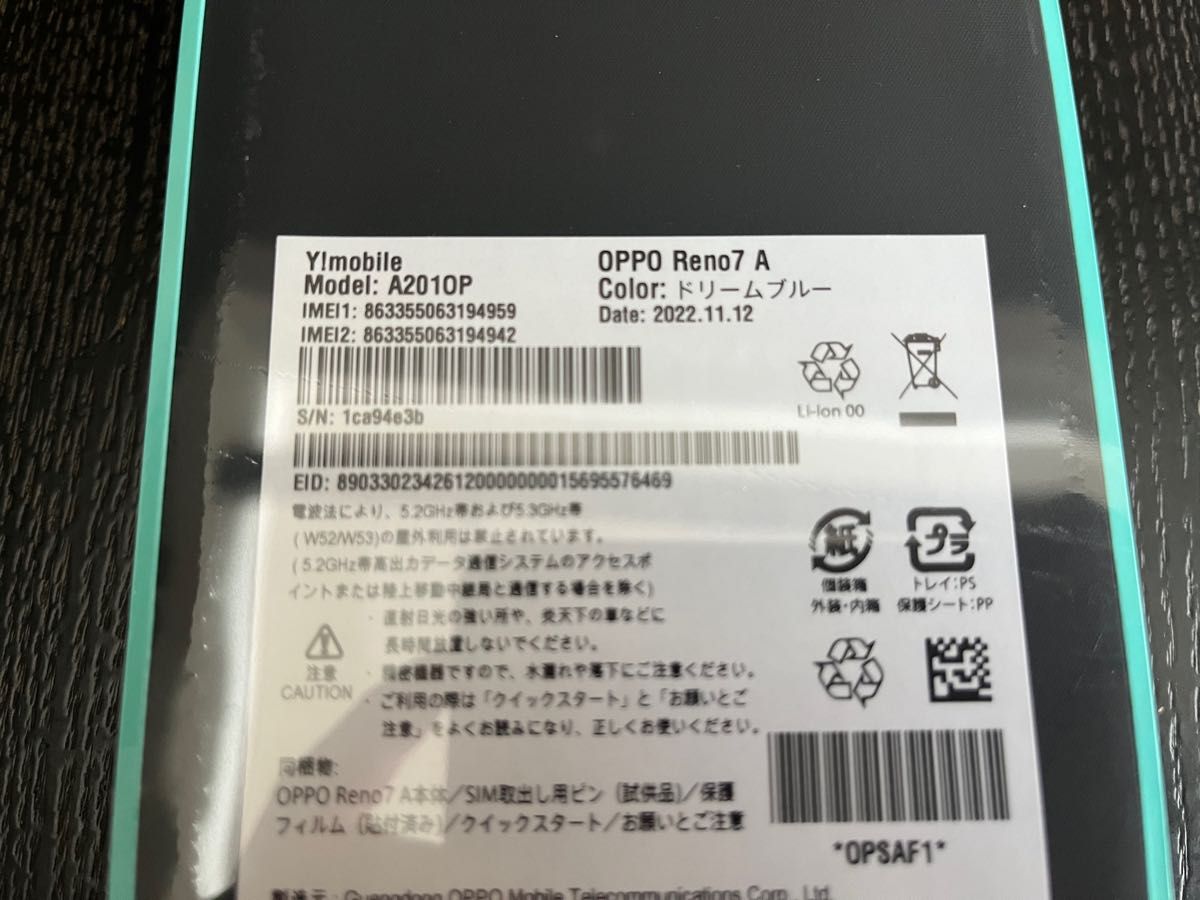 Y!mobile
Model: A201OP
IMEI1: 863355063194959
IMEI2: 863355063194942
OPPO Reno7 A
Color: ドリームブルー
Date: 2022.11.12
Li-Ion 00
S/N: 1ca94e3b
EID: 89033023426120000000015695576469
電波法により、5.2GHz帯および5.3GHz帯
(W52/W53)の屋外利用は禁止されています。
(5.2GHz帯高出力データ通信システムのアクセスポ
イントまたは陸上移動中継局と通信する場合を除く)
注意
CAUTION
・直射日光の強い所や、炎天下の車などに
長時間放置しないでください。
・精密機器ですので、水濡れや落下にご注意ください。
・ご利用の際は「クイックスタート」と「お願いとご
注意」をよくお読みになり、正しくお使いください。
紙
個装箱
外装・内箱
プラ
トレイ:PS
保護シート:PP
同梱物:
OPPO Reno7 A本体/SIM取出し用ピン(試供品)/保護
フィルム(貼付済み)/クイックスタート/お願いとご注意
*OPSAF1*
製造元:Guangdong OPPO Mobile Telecommunications Corp., Ltd.